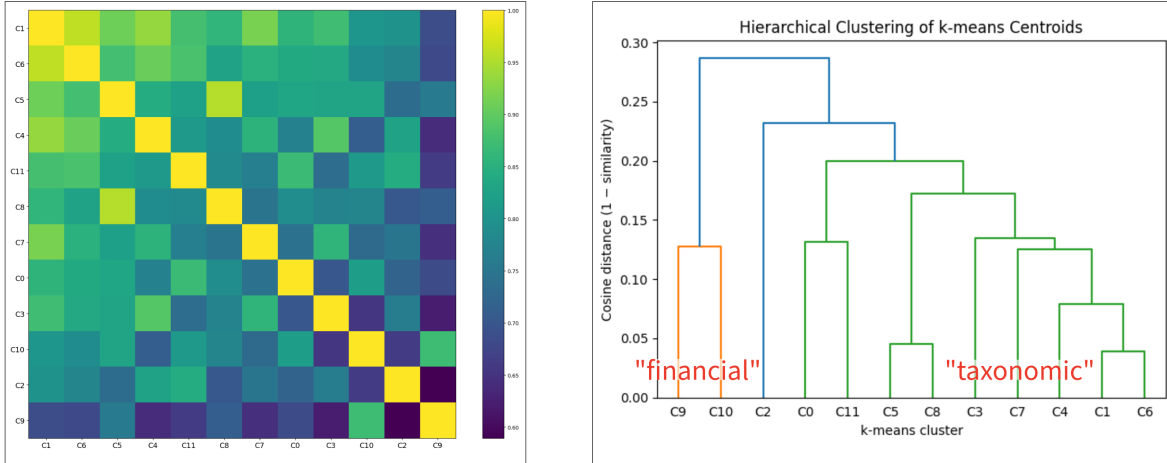 C1
C6
C5
C4
C11
C8
C7
C0
C3
C10
C2
C9
C1 C6 C5 C4 C11 C8 C7 C0 C3 C10 C2 C9
1.00
0.95
0.90
0.85
0.80
0.75
0.70
0.65
Hierarchical Clustering of k-means Centroids
Cosine distance (1 − similarity)
0.30
0.25
0.20
0.15
0.10
0.05
0.00
"financial" "taxonomic"
C9 C10 C2 C0 C11 C5 C8 C3 C7 C4 C1 C6
k-means cluster